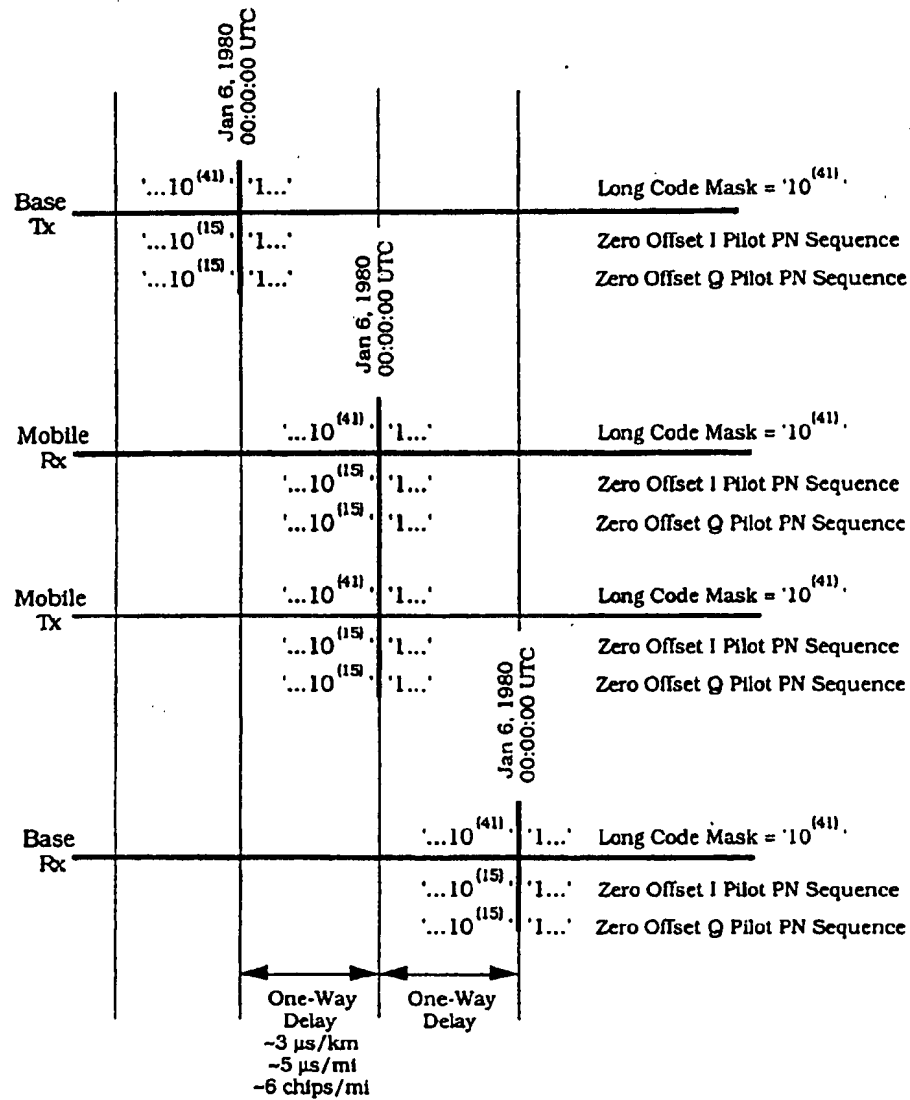 Jan 6, 1980
00:00:00 UTC
Base
Tx
'...10(41)' '1...' Long Code Mask = '10(41)'
'...10(15)' '1...' Zero Offset I Pilot PN Sequence
'...10(15)' '1...' Zero Offset Q Pilot PN Sequence
Jan 6, 1980
00:00:00 UTC
Mobile
Rx
'...10(41)' '1...' Long Code Mask = '10(41)'
'...10(15)' '1...' Zero Offset I Pilot PN Sequence
'...10(15)' '1...' Zero Offset Q Pilot PN Sequence
Mobile
Tx
'...10(41)' '1...' Long Code Mask = '10(41)'
'...10(15)' '1...' Zero Offset I Pilot PN Sequence
'...10(15)' '1...' Zero Offset Q Pilot PN Sequence
Jan 6, 1980
00:00:00 UTC
Base
Rx
'...10(41)' '1...' Long Code Mask = '10(41)'
'...10(15)' '1...' Zero Offset I Pilot PN Sequence
'...10(15)' '1...' Zero Offset Q Pilot PN Sequence
One-Way One-Way
Delay Delay
~3 µs/km
~5 µs/mi
~6 chips/mi